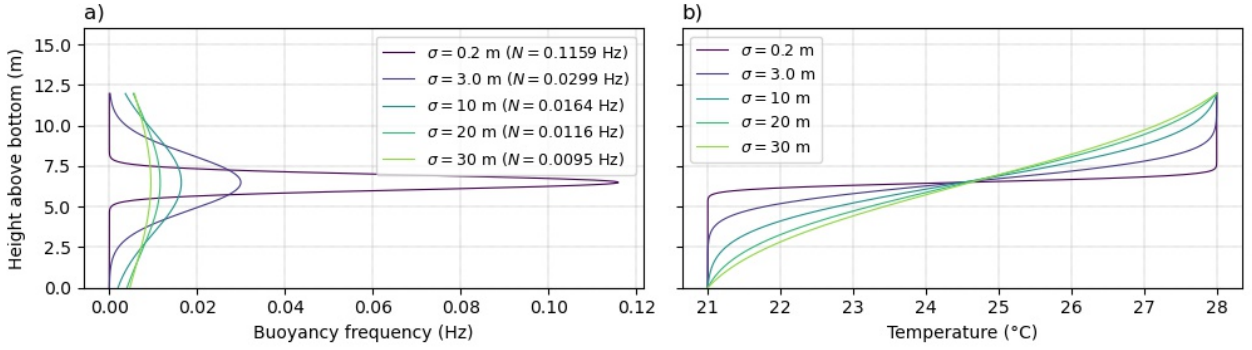 a)
Height above bottom (m)
15.0
12.5
10.0
7.5
5.0
2.5
0.0
σ = 0.2 m (N = 0.1159 Hz)
σ = 3.0 m (N = 0.0299 Hz)
σ = 10 m (N = 0.0164 Hz)
σ = 20 m (N = 0.0116 Hz)
σ = 30 m (N = 0.0095 Hz)
0.00 0.02 0.04 0.06 0.08 0.10 0.12
Buoyancy frequency (Hz)
b)
σ = 0.2 m
σ = 3.0 m
σ = 10 m
σ = 20 m
σ = 30 m
21 22 23 24 25 26 27 28
Temperature (°C)